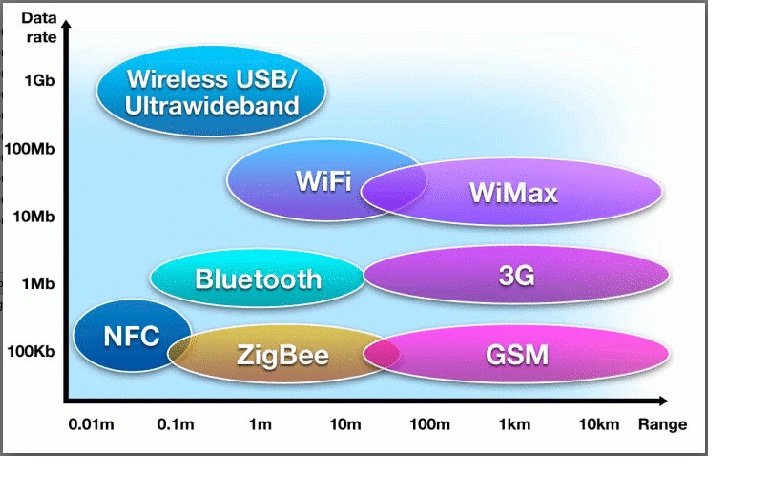 Data
rate
1Gb
Wireless USB/
Ultrawideband
100Mb
WiFi
WiMax
10Mb
Bluetooth
3G
1Mb
NFC
ZigBee
GSM
100Kb
0.01m 0.1m 1m 10m 100m 1km 10km Range